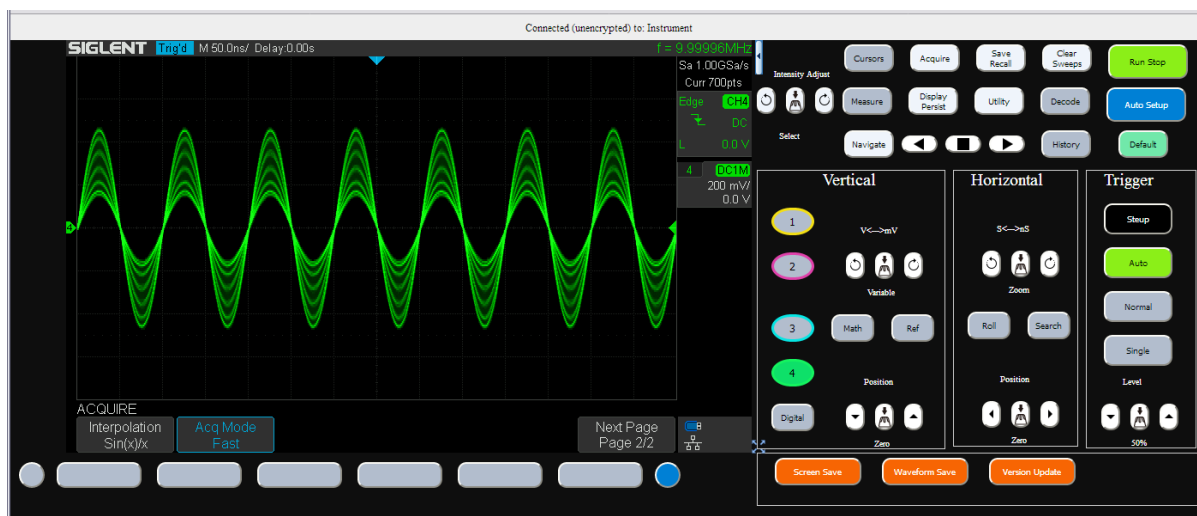 Connected (unencrypted) to: Instrument
SIGLENT Trig'd M 50.0ns/ Delay:0.00s f = 9.99996MHz
Sa 1.00GSa/s
Curr 700pts
Edge CH4
DC
L 0.0 V
4 DC1M
200 mV/
0.0 V
4
ACQUIRE
Interpolation
Sin(x)/x
Acq Mode
Fast
Next Page
Page 2/2
Intensity Adjust
Select
Cursors
Acquire
Save
Recall
Clear
Sweeps
Run Stop
Measure
Display
Persist
Utility
Decode
Auto Setup
Navigate
History
Default
Vertical
1
2
3
4
Digital
V<-->mV
Variable
Math
Ref
Position
Zero
Horizontal
S<-->nS
Zoom
Roll
Search
Position
Zero
Trigger
Steup
Auto
Normal
Single
Level
50%
Screen Save
Waveform Save
Version Update